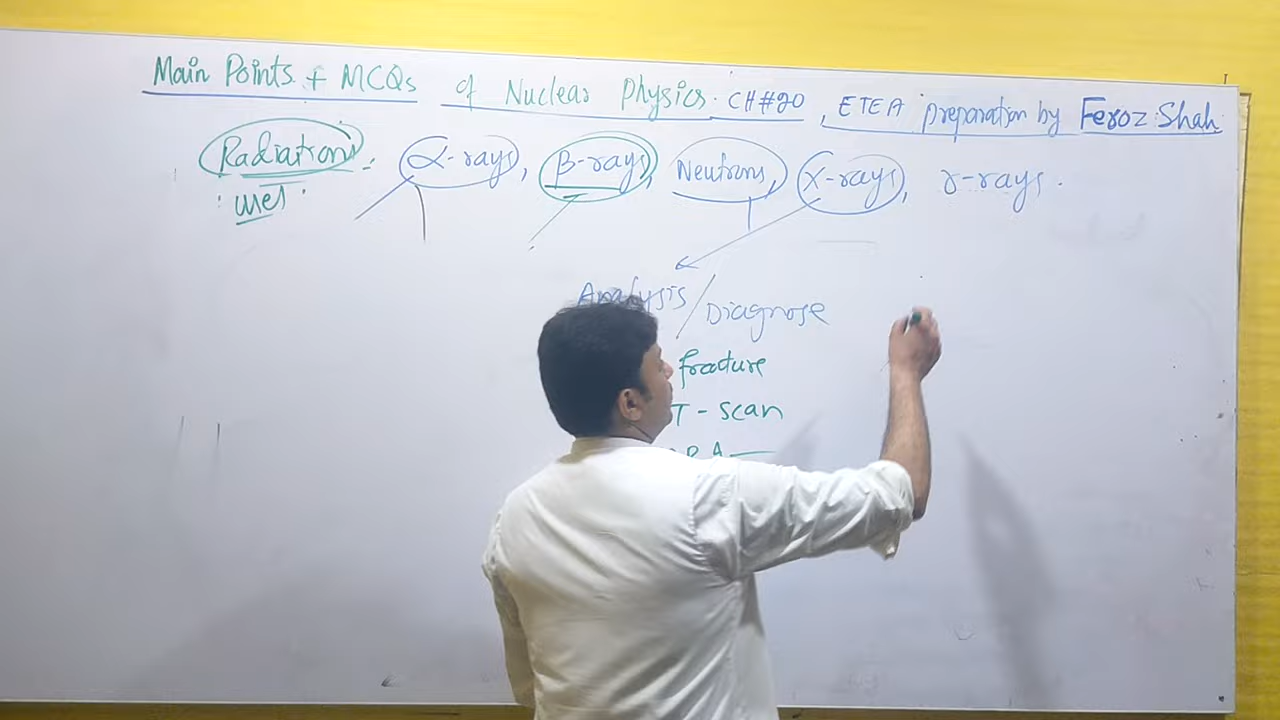 Main Points + MCQs of Nuclear Physics. CH#20, ETEA preparation by Feroz Shah
Radiations: α-rays, β-rays, Neutrons, X-rays, γ-rays.
: uses.
Analysis / Diagnose
fracture
T-scan